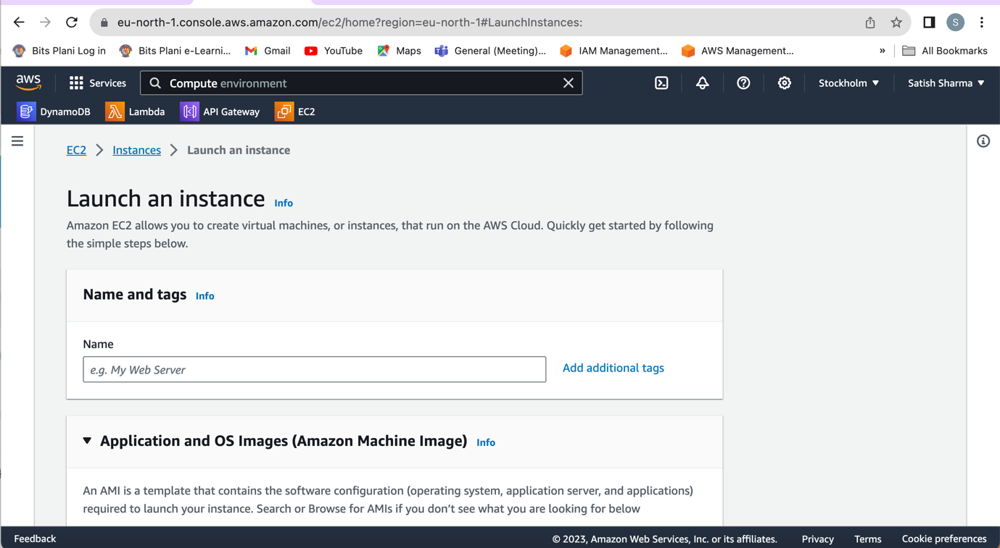 eu-north-1.console.aws.amazon.com/ec2/home?region=eu-north-1#LaunchInstances:
S
Bits Plani Log in
Bits Plani e-Learni...
Gmail
YouTube
Maps
General (Meeting)...
IAM Management...
AWS Management...
»
All Bookmarks
aws
Services
Compute environment
Stockholm
Satish Sharma
DynamoDB
Lambda
API Gateway
EC2
EC2 > Instances > Launch an instance
Launch an instance Info
Amazon EC2 allows you to create virtual machines, or instances, that run on the AWS Cloud. Quickly get started by following
the simple steps below.
Name and tags Info
Name
e.g. My Web Server
Add additional tags
Application and OS Images (Amazon Machine Image) Info
An AMI is a template that contains the software configuration (operating system, application server, and applications)
required to launch your instance. Search or Browse for AMIs if you don’t see what you are looking for below
Feedback
© 2023, Amazon Web Services, Inc. or its affiliates.
Privacy
Terms
Cookie preferences